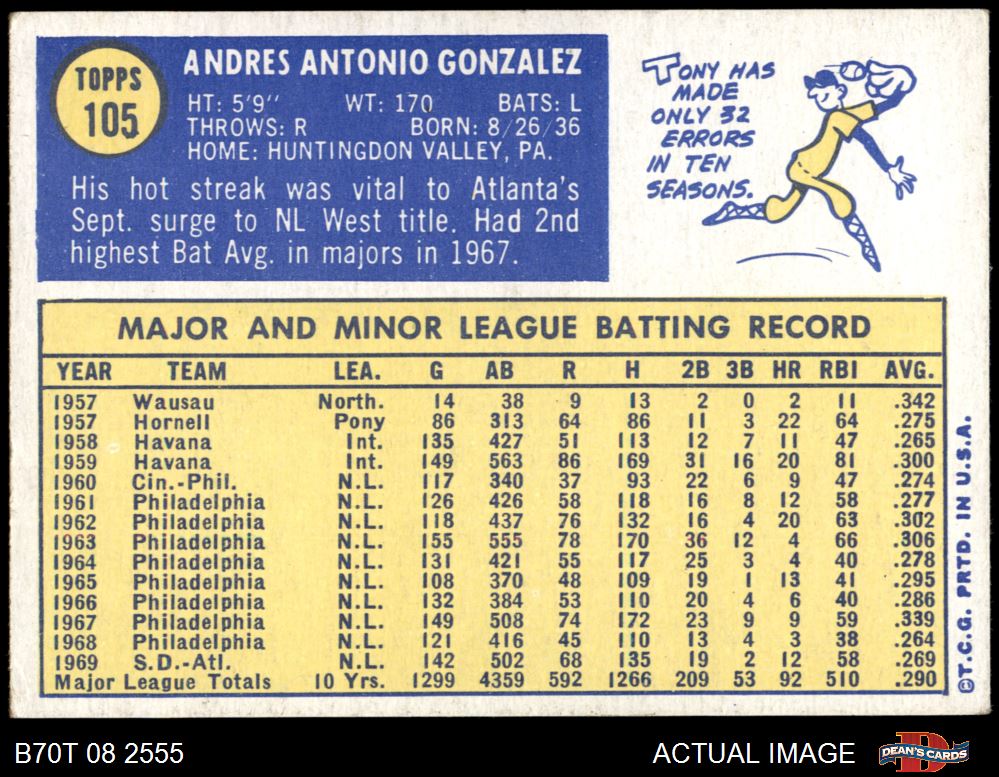 TOPPS
105
ANDRES ANTONIO GONZALEZ
HT: 5'9" WT: 170 BATS: L
THROWS: R BORN: 8/26/36
HOME: HUNTINGDON VALLEY, PA.
His hot streak was vital to Atlanta's
Sept. surge to NL West title. Had 2nd
highest Bat Avg. in majors in 1967.
TONY HAS
MADE
ONLY 32
ERRORS
IN TEN
SEASONS.
MAJOR AND MINOR LEAGUE BATTING RECORD
YEAR TEAM LEA. G AB R H 2B 3B HR RBI AVG.
1957 Wausau North. 14 38 9 13 2 0 2 11 .342
1957 Hornell Pony 86 313 64 86 11 3 22 64 .275
1958 Havana Int. 135 427 51 113 12 7 11 47 .265
1959 Havana Int. 149 563 86 169 31 16 20 81 .300
1960 Cin.-Phil. N.L. 117 340 37 93 22 6 9 47 .274
1961 Philadelphia N.L. 126 426 58 118 16 8 12 58 .277
1962 Philadelphia N.L. 118 437 76 132 16 4 20 63 .302
1963 Philadelphia N.L. 155 555 78 170 36 12 4 66 .306
1964 Philadelphia N.L. 131 421 55 117 25 3 4 40 .278
1965 Philadelphia N.L. 108 370 48 109 19 1 13 41 .295
1966 Philadelphia N.L. 132 384 53 110 20 4 6 40 .286
1967 Philadelphia N.L. 149 508 74 172 23 9 9 59 .339
1968 Philadelphia N.L. 121 416 45 110 13 4 3 38 .264
1969 S.D.-Atl. N.L. 142 502 68 135 19 2 12 58 .269
Major League Totals 10 Yrs. 1299 4359 592 1266 209 53 92 510 .290
©T.C.G. PRTD. IN U.S.A.
B70T 08 2555 ACTUAL IMAGE
DEAN'S CARDS